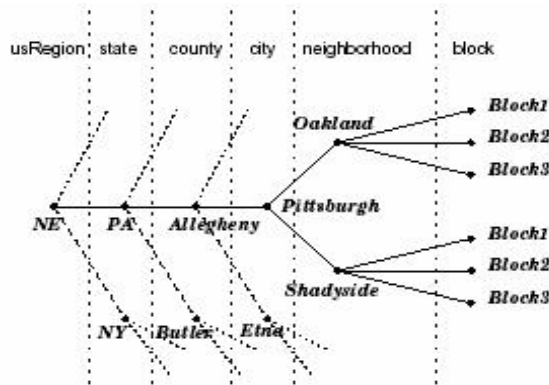 usRegion state county city neighborhood block
Block1
Oakland
Block2
Block3
NE PA Allegheny Pittsburgh
Block1
Block2
Shadyside
Block3
NY Butler Etna